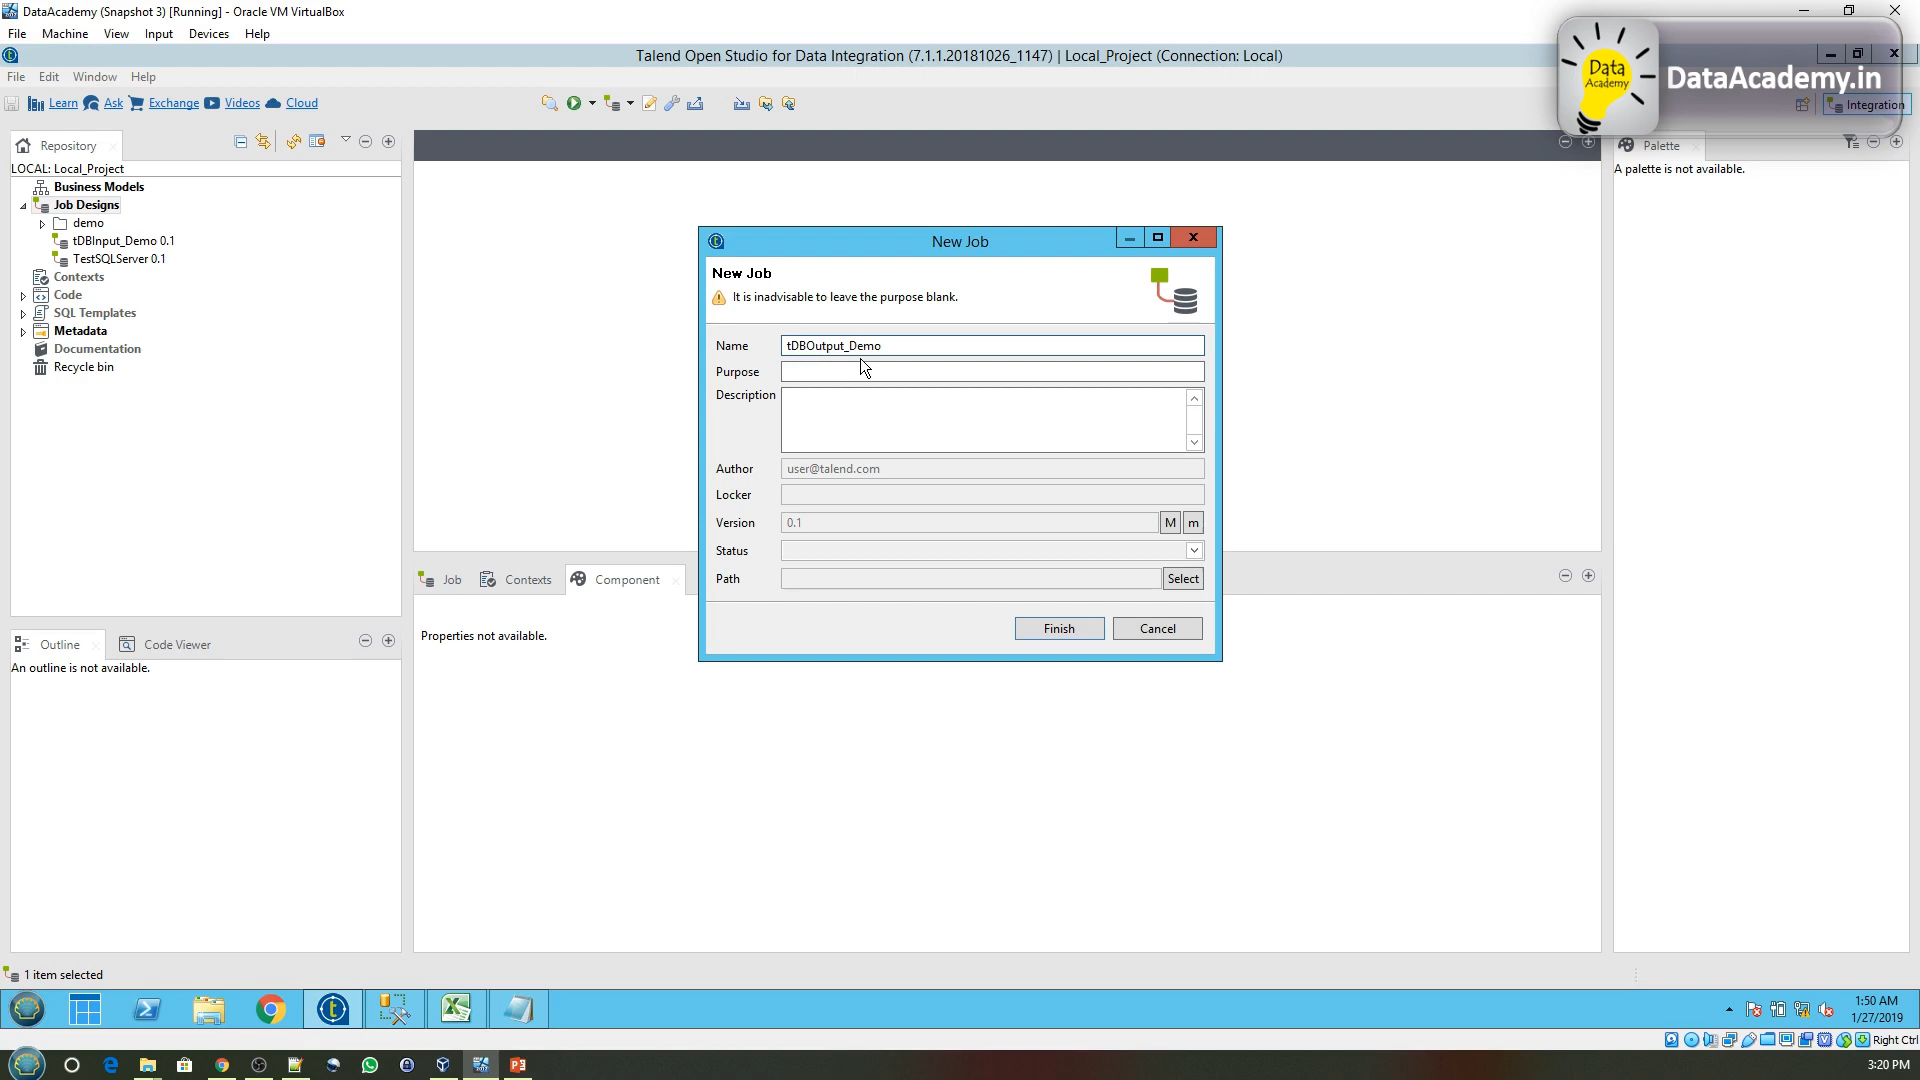 DataAcademy (Snapshot 3) [Running] - Oracle VM VirtualBox
File Machine View Input Devices Help
Talend Open Studio for Data Integration (7.1.1.20181026_1147) | Local_Project (Connection: Local)
File Edit Window Help
Data
Academy
DataAcademy.in
Learn Ask Exchange Videos Cloud
Integration
Repository
LOCAL: Local_Project
Business Models
Job Designs
demo
tDBInput_Demo 0.1
TestSQLServer 0.1
Contexts
Code
SQL Templates
Metadata
Documentation
Recycle bin
Palette
A palette is not available.
New Job
New Job
It is inadvisable to leave the purpose blank.
Name tDBOutput_Demo
Purpose
Description
Author user@talend.com
Locker
Version 0.1 M m
Status
Path Select
Finish Cancel
Job Contexts Component
Properties not available.
Outline Code Viewer
An outline is not available.
1 item selected
1:50 AM
1/27/2019
Right Ctrl
3:20 PM